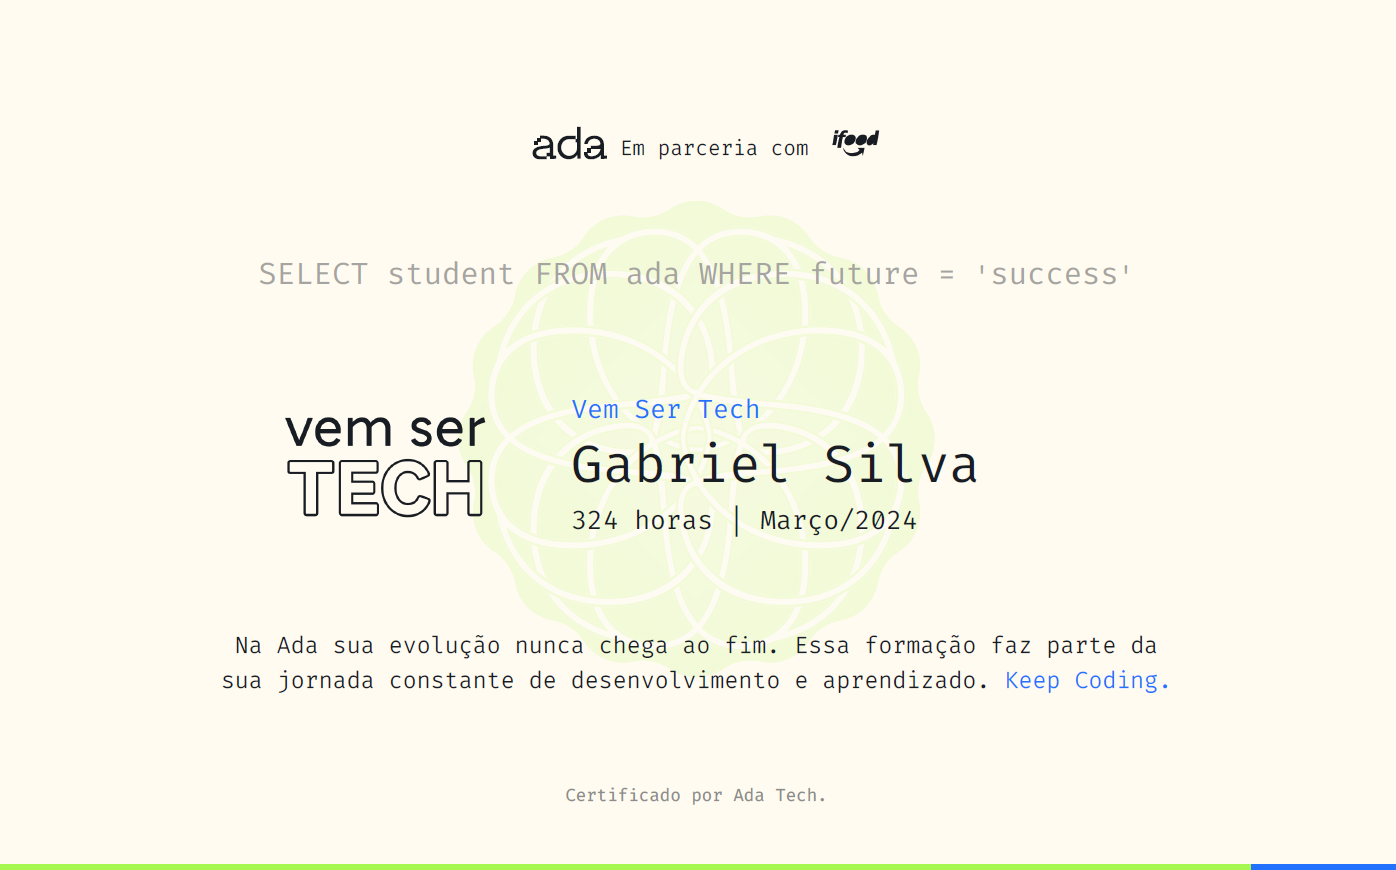 ada Em parceria com ifood
SELECT student FROM ada WHERE future = 'success'
vem ser
TECH
Vem Ser Tech
Gabriel Silva
324 horas | Março/2024
Na Ada sua evolução nunca chega ao fim. Essa formação faz parte da
sua jornada constante de desenvolvimento e aprendizado. Keep Coding.
Certificado por Ada Tech.